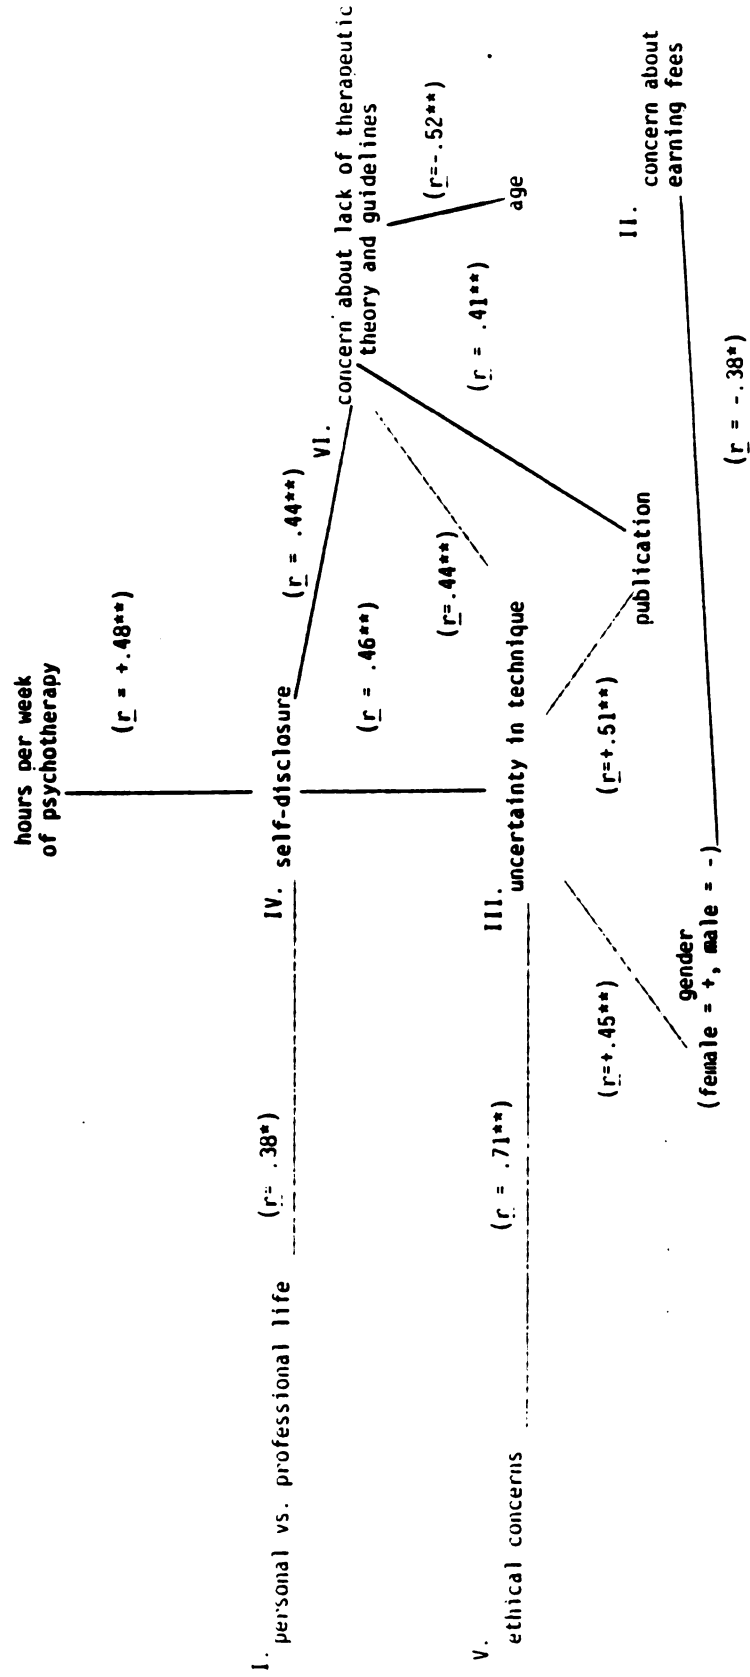 hours per week
of psychotherapy
(r = +.48**)
I.
personal vs. professional life
(r= .38*)
IV.
self-disclosure
(r = .44**)
VI.
concern about lack of therapeutic
theory and guidelines
(r = .46**)
(r=-.52**)
age
(r=.44**)
(r = .41**)
V.
ethical concerns
(r = .71**)
III.
uncertainty in technique
(r=+.45**)
(r=+.51**)
publication
II.
concern about
earning fees
gender
(female = +, male = -)
(r = -.38*)